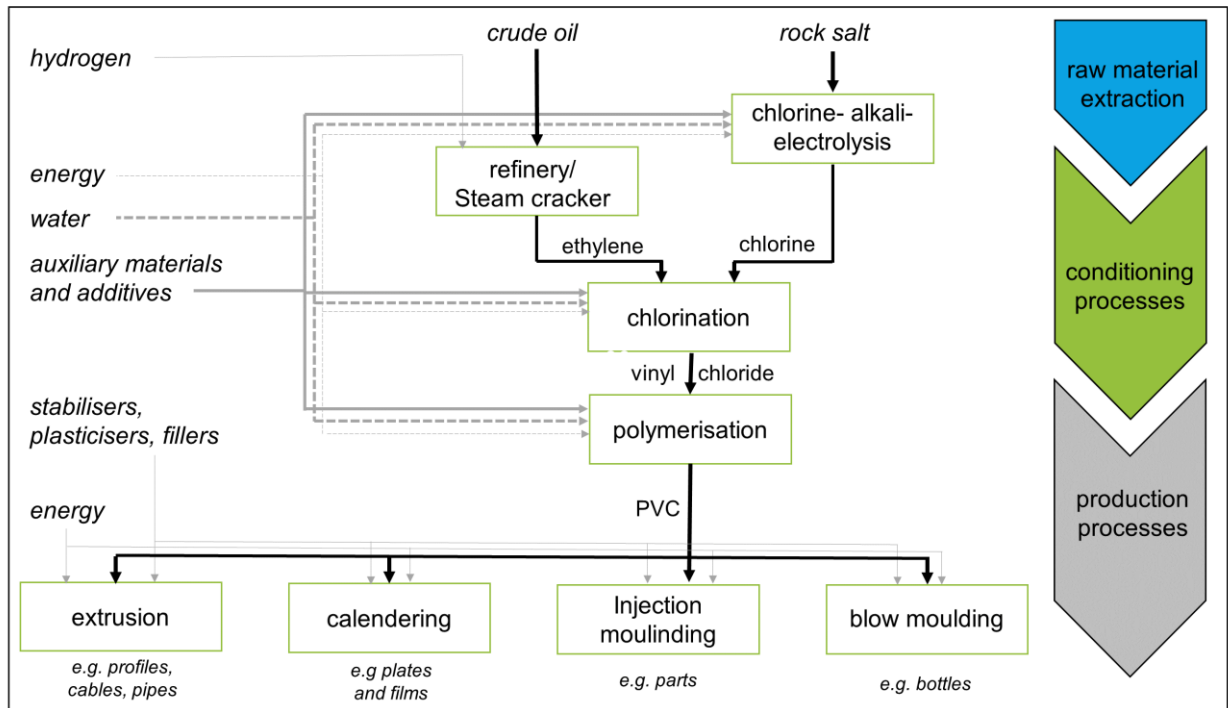 crude oil
rock salt
hydrogen
raw material
extraction
chlorine- alkali-
electrolysis
refinery/
Steam cracker
energy
water
ethylene
chlorine
auxiliary materials
and additives
conditioning
processes
chlorination
vinyl chloride
stabilisers,
plasticisers, fillers
polymerisation
PVC
production
processes
energy
extrusion
calendering
Injection
moulinding
blow moulding
e.g. profiles,
cables, pipes
e.g plates
and films
e.g. parts
e.g. bottles